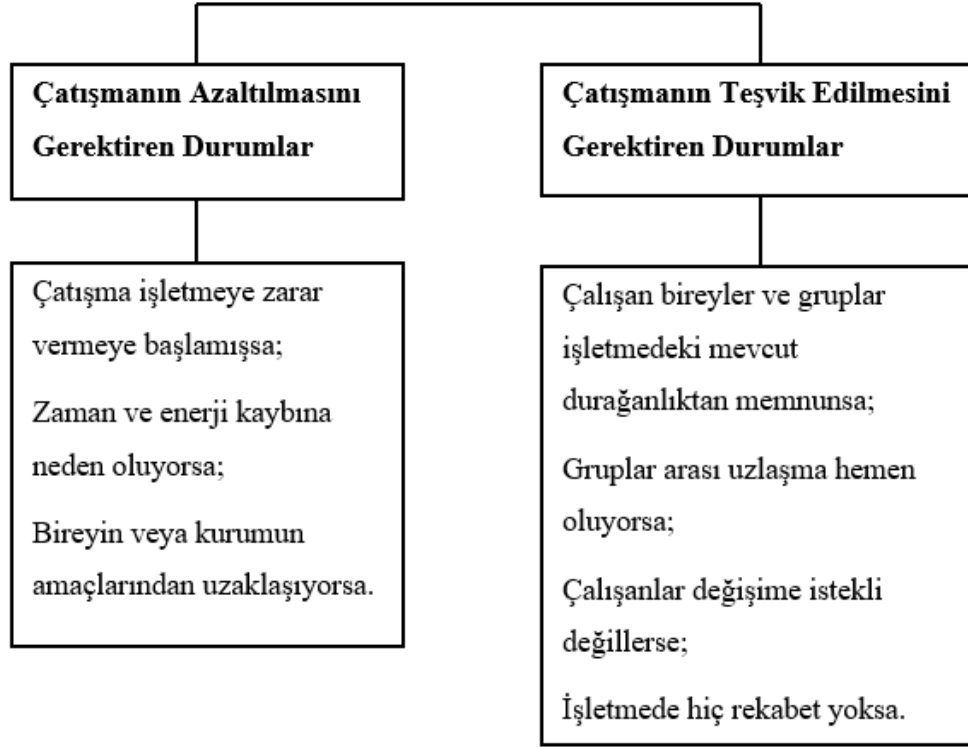 Çatışmanın Azaltılmasını
Gerektiren Durumlar
Çatışma işletmeye zarar
vermeye başlamışsa;
Zaman ve enerji kaybına
neden oluyorsa;
Bireyin veya kurumun
amaçlarından uzaklaşıyorsa.
Çatışmanın Teşvik Edilmesini
Gerektiren Durumlar
Çalışan bireyler ve gruplar
işletmedeki mevcut
durağanlıktan memnunsa;
Gruplar arası uzlaşma hemen
oluyorsa;
Çalışanlar değişime istekli
değillerse;
İşletmede hiç rekabet yoksa.